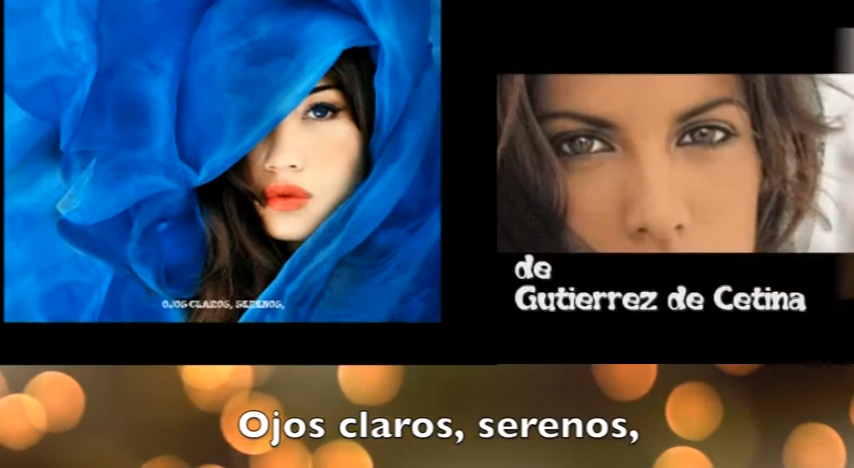 OJOS CLAROS, SERENOS,
de
Gutierrez de Cetina
Ojos claros, serenos,